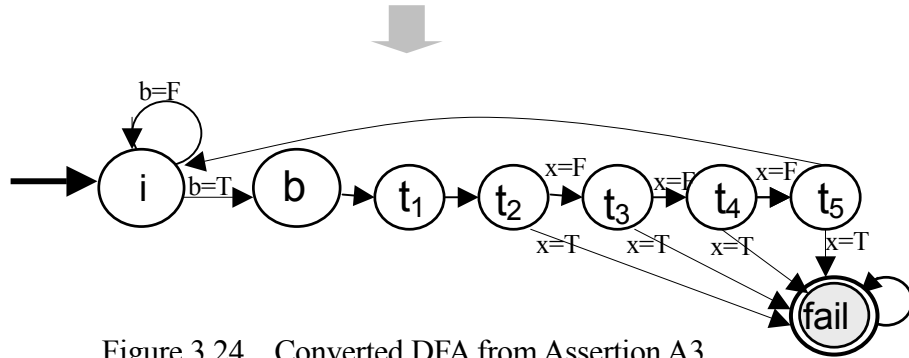 b=F
i
b=T
b
t1
t2
x=F
t3
x=F
t4
x=F
t5
x=T
x=T
x=T
x=T
fail
Figure 3.24 Converted DFA from Assertion A3